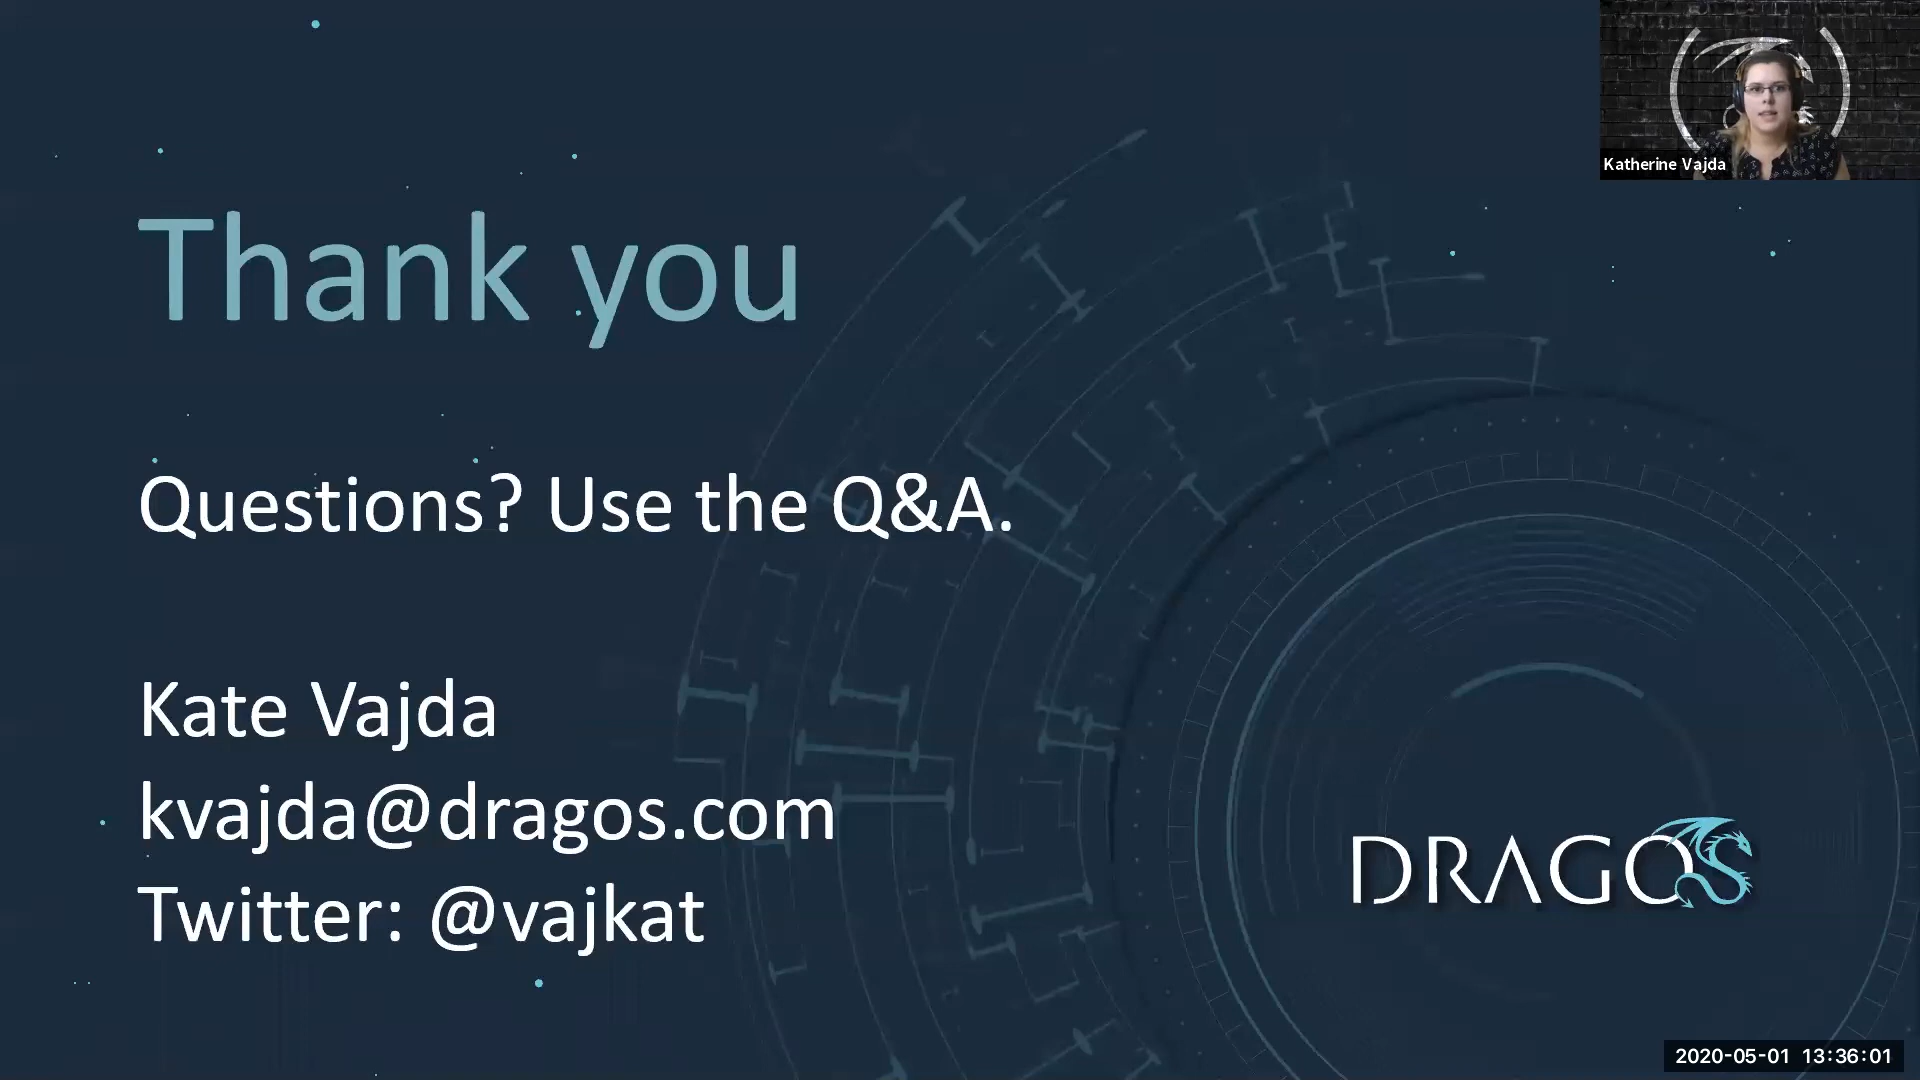 Katherine Vajda
Thank you
Questions? Use the Q&A.
Kate Vajda
kvajda@dragos.com
Twitter: @vajkat
DRAGOS
2020-05-01 13:36:01